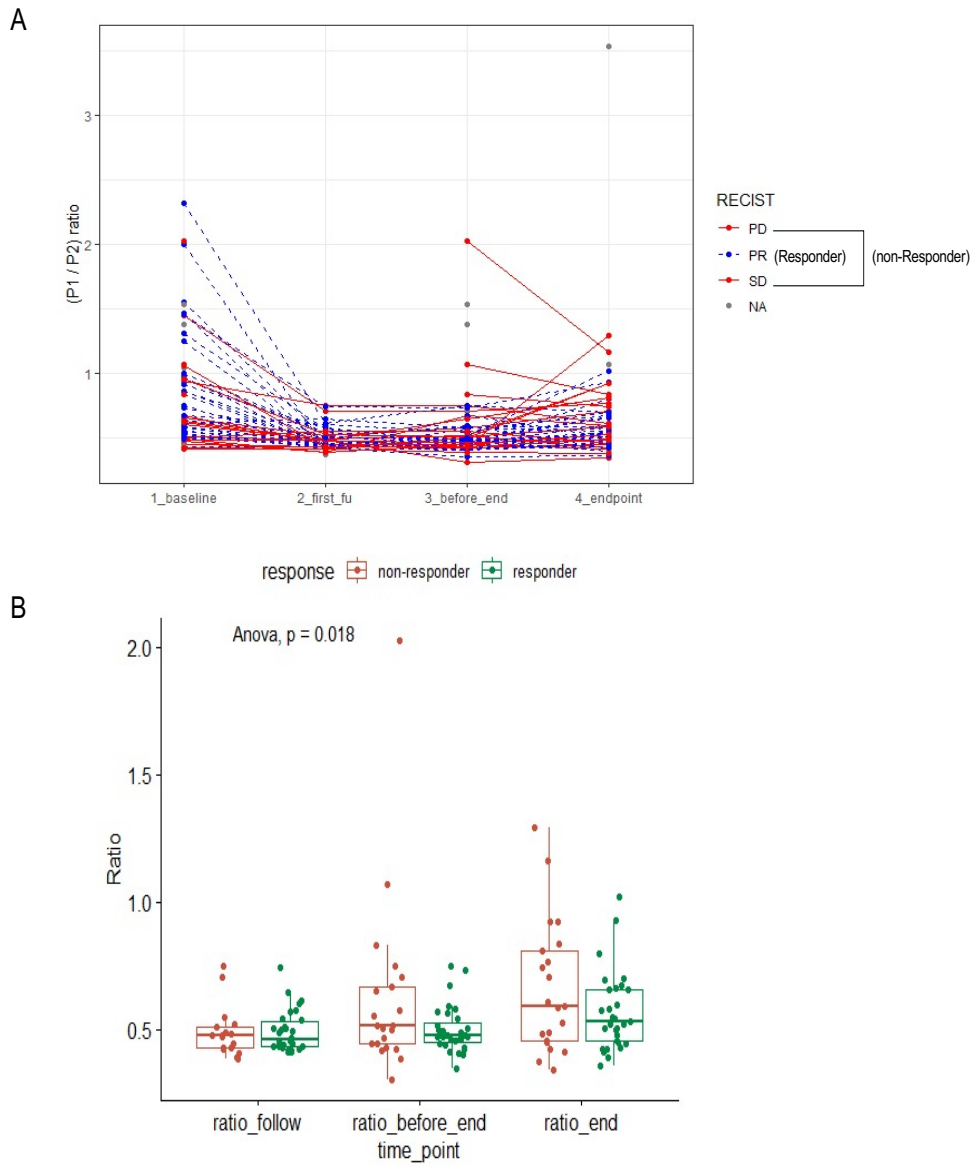 A
(P1 / P2) ratio
3
2
1
1_baseline
2_first_fu
3_before_end
4_endpoint
RECIST
PD
PR (Responder)
(non-Responder)
SD
NA
response non-responder responder
B
Anova, p = 0.018
Ratio
2.0
1.5
1.0
0.5
ratio_follow
ratio_before_end
ratio_end
time_point